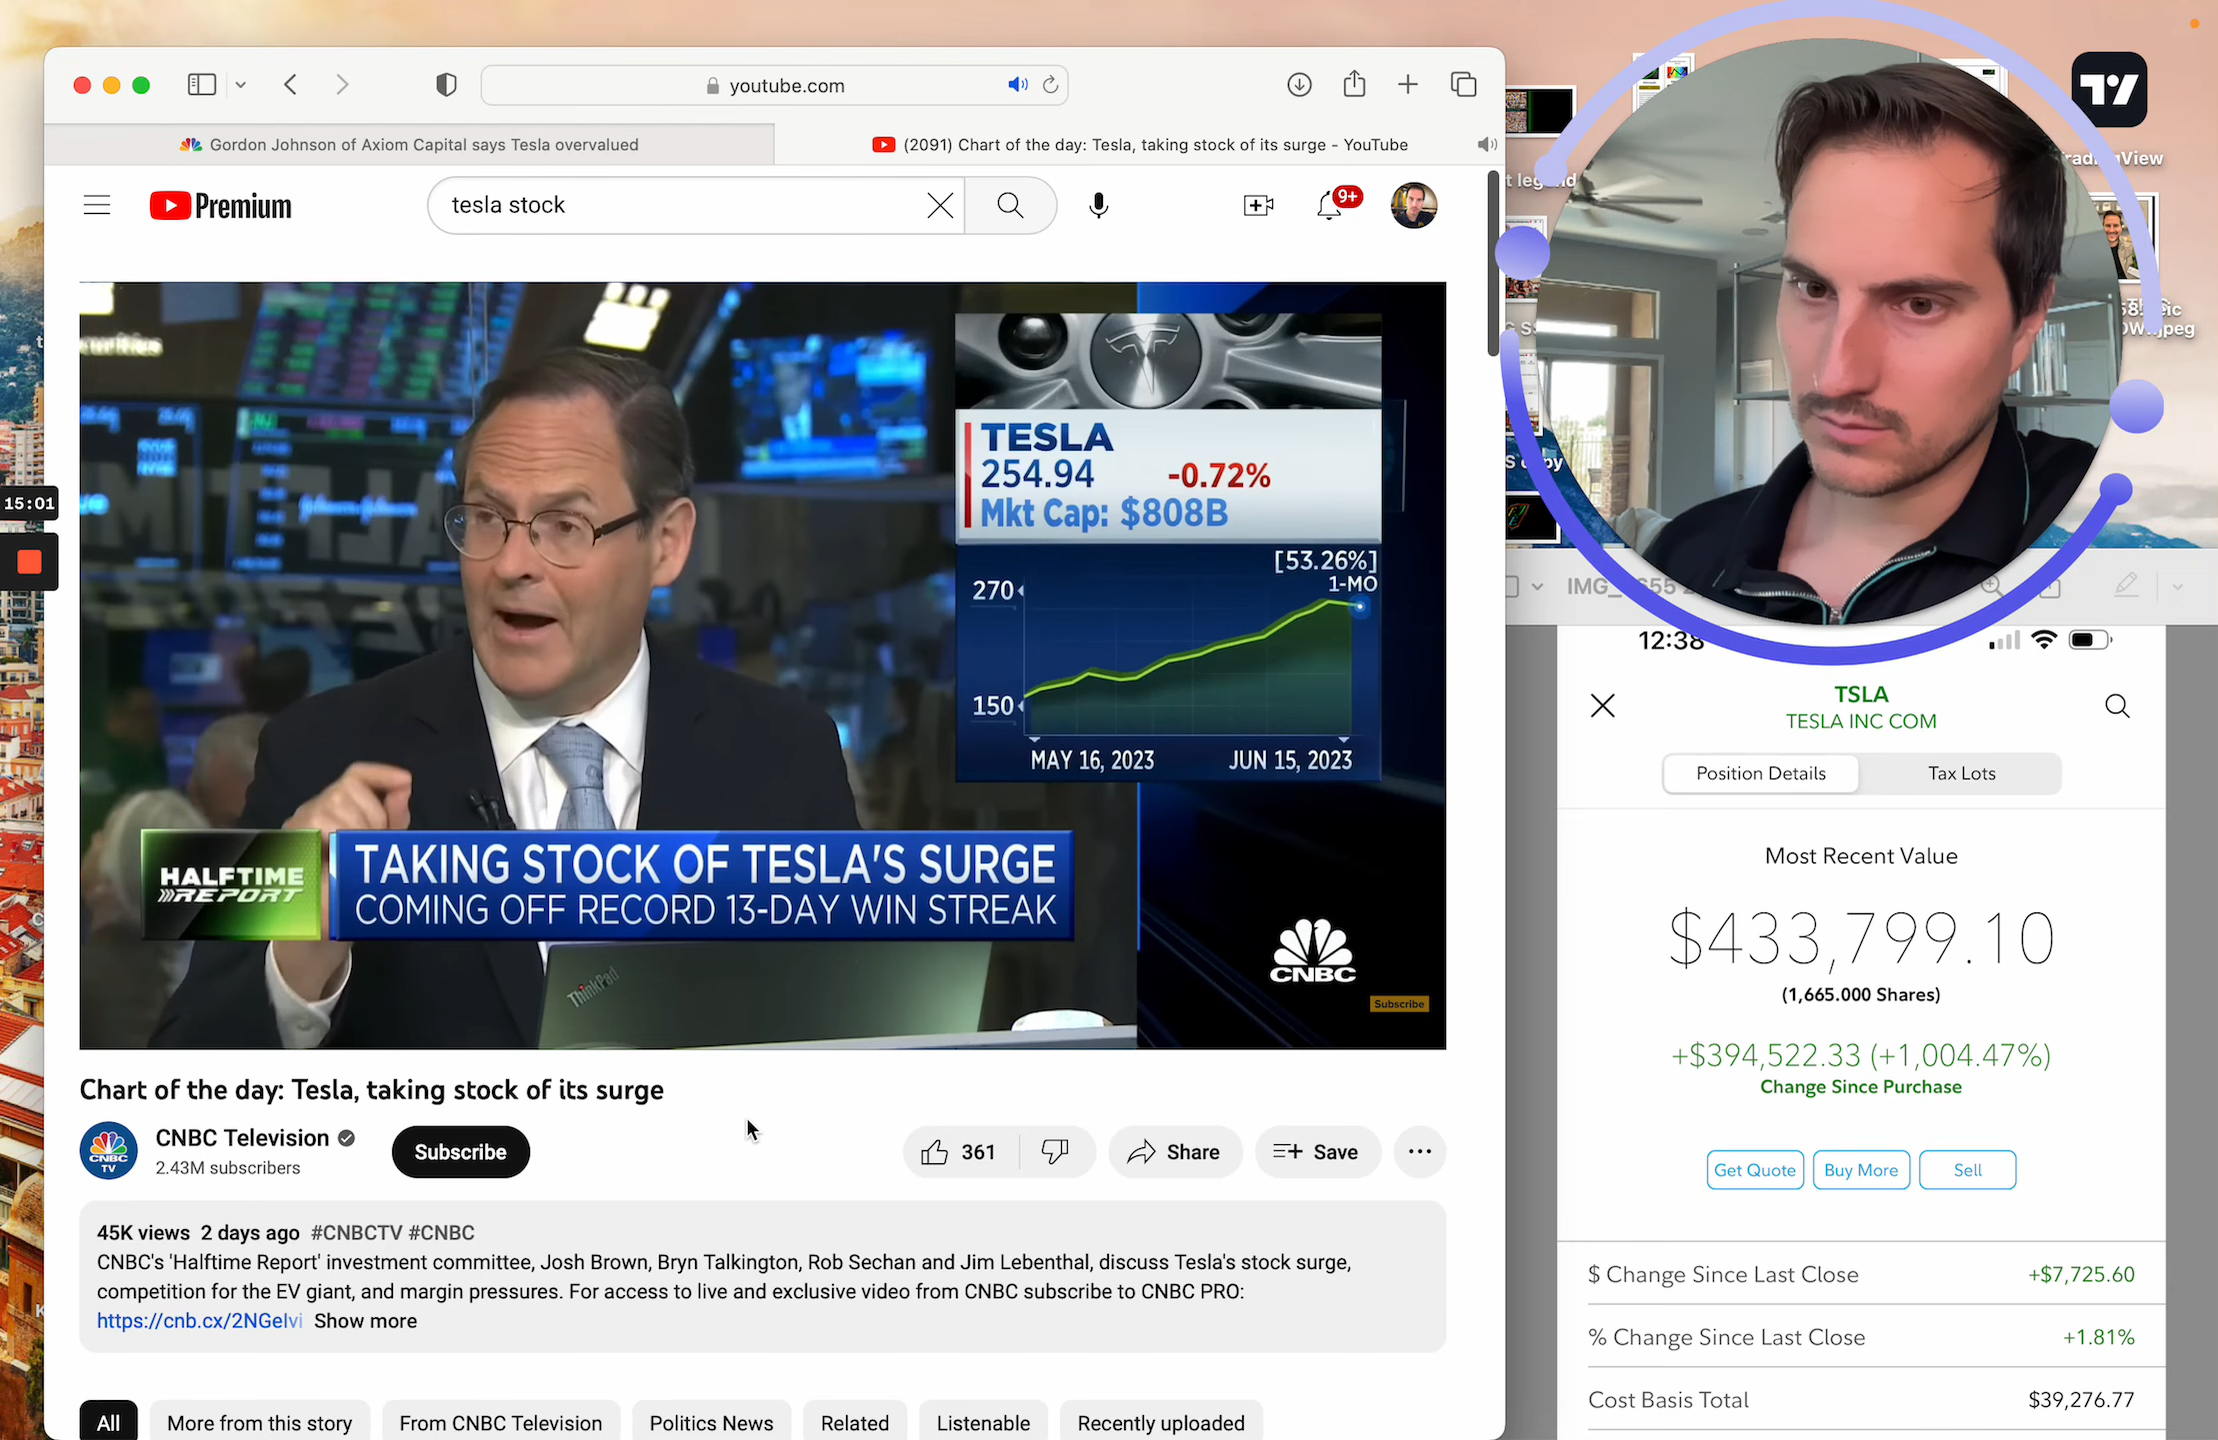 youtube.com
Gordon Johnson of Axiom Capital says Tesla overvalued
(2091) Chart of the day: Tesla, taking stock of its surge - YouTube
Premium
tesla stock
9+
TESLA
254.94 -0.72%
Mkt Cap: $808B
[53.26%]
1-MO
270
150
MAY 16, 2023 JUN 15, 2023
HALFTIME
REPORT
TAKING STOCK OF TESLA'S SURGE
COMING OFF RECORD 13-DAY WIN STREAK
ThinkPad
CNBC
Subscribe
15:01
Chart of the day: Tesla, taking stock of its surge
CNBC
TV
CNBC Television
2.43M subscribers
Subscribe
361
Share
Save
45K views 2 days ago #CNBCTV #CNBC
CNBC's 'Halftime Report' investment committee, Josh Brown, Bryn Talkington, Rob Sechan and Jim Lebenthal, discuss Tesla's stock surge,
competition for the EV giant, and margin pressures. For access to live and exclusive video from CNBC subscribe to CNBC PRO:
https://cnb.cx/2NGelvi Show more
All
More from this story
From CNBC Television
Politics News
Related
Listenable
Recently uploaded
12:38
TSLA
TESLA INC COM
Position Details
Tax Lots
Most Recent Value
$433,799.10
(1,665.000 Shares)
+$394,522.33 (+1,004.47%)
Change Since Purchase
Get Quote
Buy More
Sell
$ Change Since Last Close +$7,725.60
% Change Since Last Close +1.81%
Cost Basis Total $39,276.77